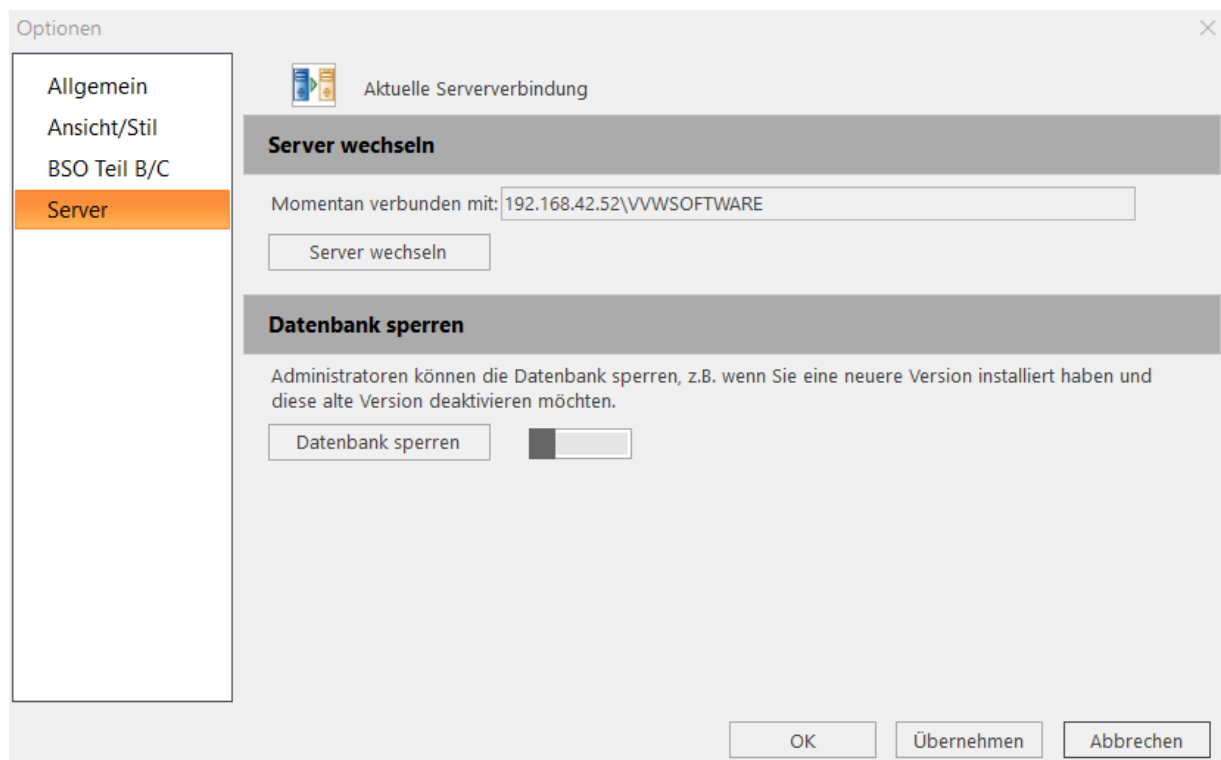 Optionen
Allgemein
Ansicht/Stil
BSO Teil B/C
Server
Aktuelle Serververbindung
Server wechseln
Momentan verbunden mit: 192.168.42.52\VVWSOFTWARE
Server wechseln
Datenbank sperren
Administratoren können die Datenbank sperren, z.B. wenn Sie eine neuere Version installiert haben und
diese alte Version deaktivieren möchten.
Datenbank sperren
OK
Übernehmen
Abbrechen